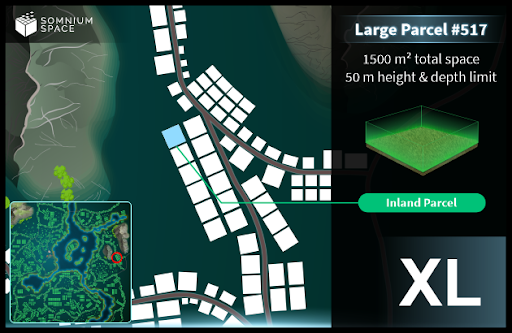 SOMNIUM
SPACE
Large Parcel #517
1500 m² total space
50 m height & depth limit
Inland Parcel
XL